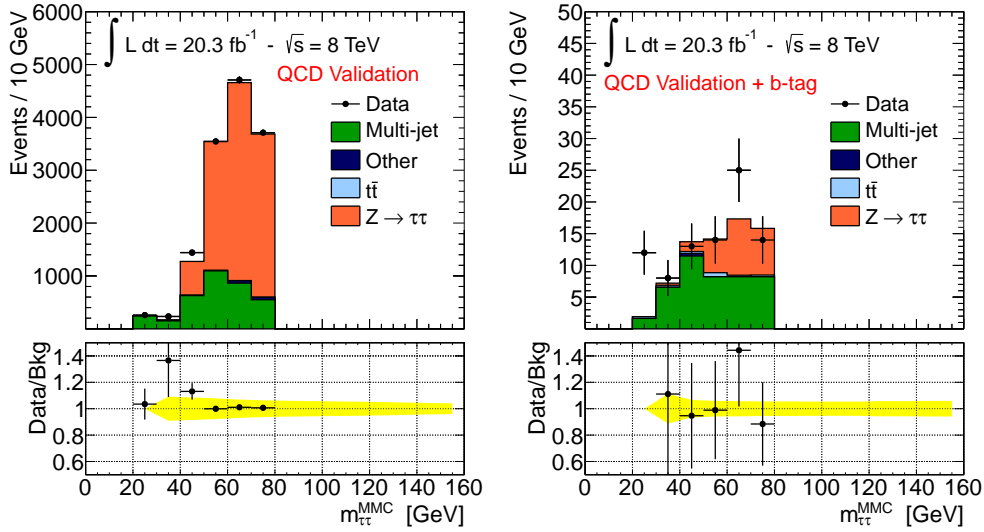 ∫ L dt = 20.3 fb⁻¹ - √s = 8 TeV
QCD Validation
Data
Multi-jet
Other
tt̄
Z → ττ
Events / 10 GeV
6000
5000
4000
3000
2000
1000
Data/Bkg
1.4
1.2
1
0.8
0.6
0 20 40 60 80 100 120 140 160
m_ττ^MMC [GeV]
∫ L dt = 20.3 fb⁻¹ - √s = 8 TeV
QCD Validation + b-tag
Data
Multi-jet
Other
tt̄
Z → ττ
Events / 10 GeV
50
45
40
35
30
25
20
15
10
5
Data/Bkg
1.4
1.2
1
0.8
0.6
0 20 40 60 80 100 120 140 160
m_ττ^MMC [GeV]